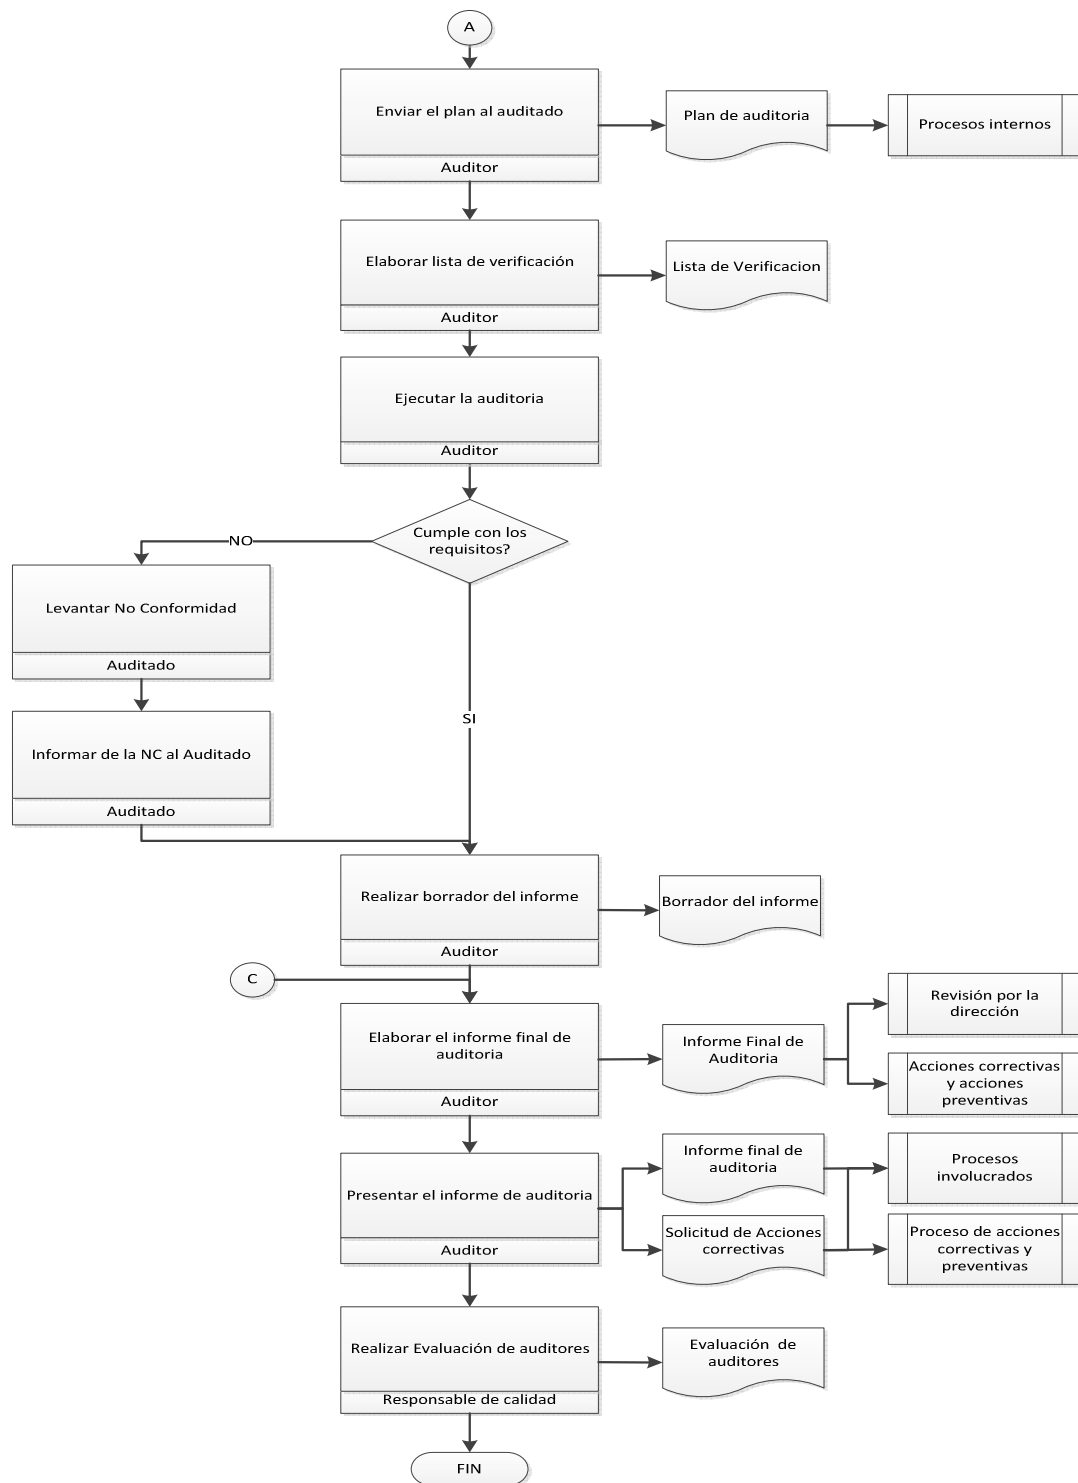 A
Enviar el plan al auditado
Auditor
Plan de auditoria
Procesos internos
Elaborar lista de verificación
Auditor
Lista de Verificacion
Ejecutar la auditoria
Auditor
Cumple con los
requisitos?
NO
SI
Levantar No Conformidad
Auditado
Informar de la NC al Auditado
Auditado
Realizar borrador del informe
Auditor
Borrador del informe
C
Elaborar el informe final de
auditoria
Auditor
Informe Final de
Auditoria
Revisión por la
dirección
Acciones correctivas
y acciones
preventivas
Presentar el informe de auditoria
Auditor
Informe final de
auditoria
Solicitud de Acciones
correctivas
Procesos
involucrados
Proceso de acciones
correctivas y
preventivas
Realizar Evaluación de auditores
Responsable de calidad
Evaluación  de
auditores
FIN